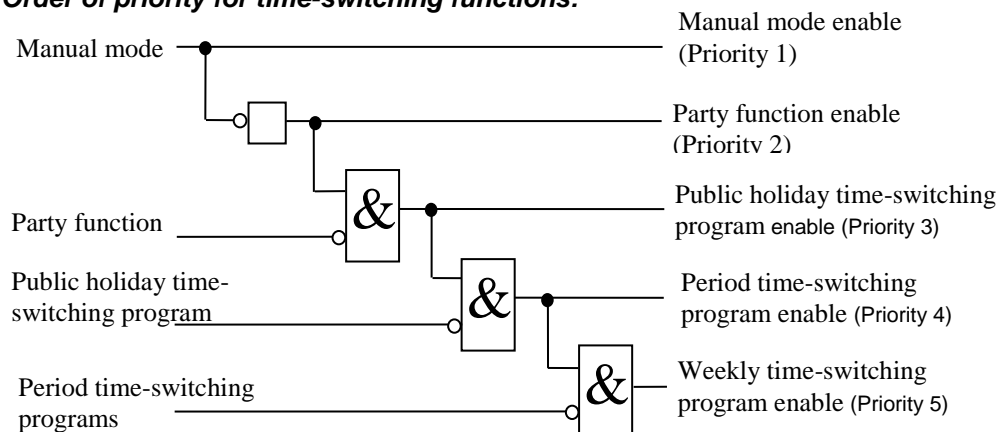 Order of priority for time-switching functions:
Manual mode
Manual mode enable
(Priority 1)
Party function enable
(Priority 2)
&
Public holiday time-switching
program enable (Priority 3)
Party function
Public holiday time-
switching program
&
Period time-switching
program enable (Priority 4)
Period time-switching
programs
&
Weekly time-switching
program enable (Priority 5)